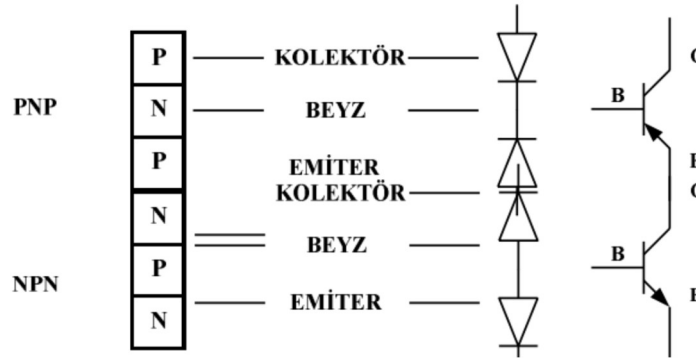 P KOLEKTÖR
PNP N BEYZ B
P EMİTER
KOLEKTÖR
N
BEYZ
P B
NPN
N EMİTER